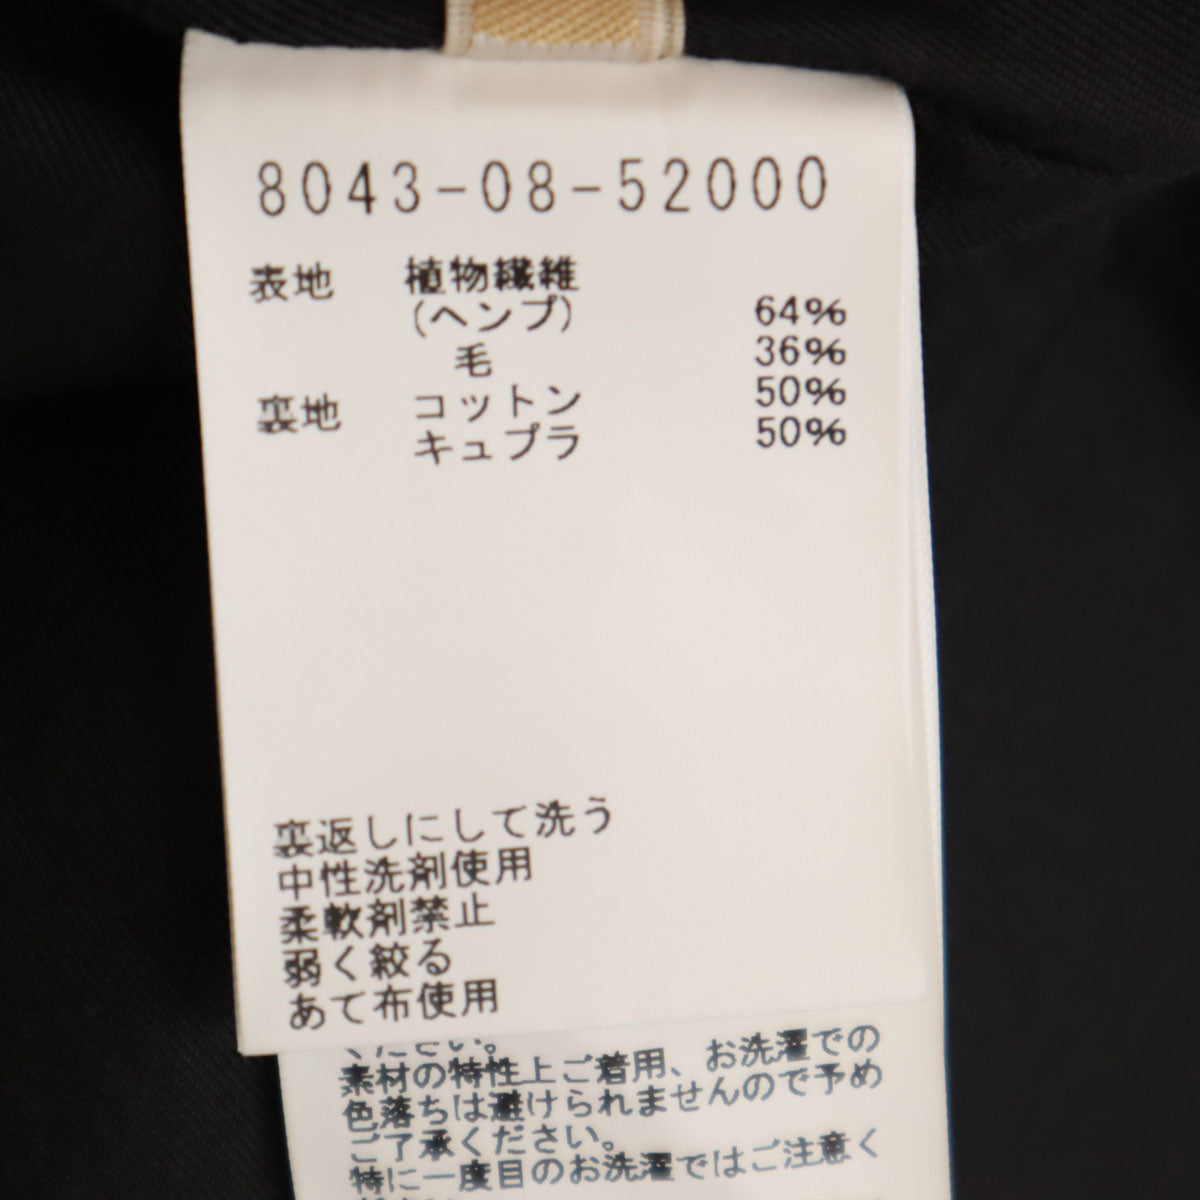 8043-08-52000
表地 植物繊維
(ヘンプ) 64%
毛 36%
裏地 コットン 50%
キュプラ 50%
裏返しにして洗う
中性洗剤使用
柔軟剤禁止
弱く絞る
あて布使用
ください。
素材の特性上ご着用、お洗濯での
色落ちは避けられませんので予め
ご了承ください。
特に一度目のお洗濯ではご注意く